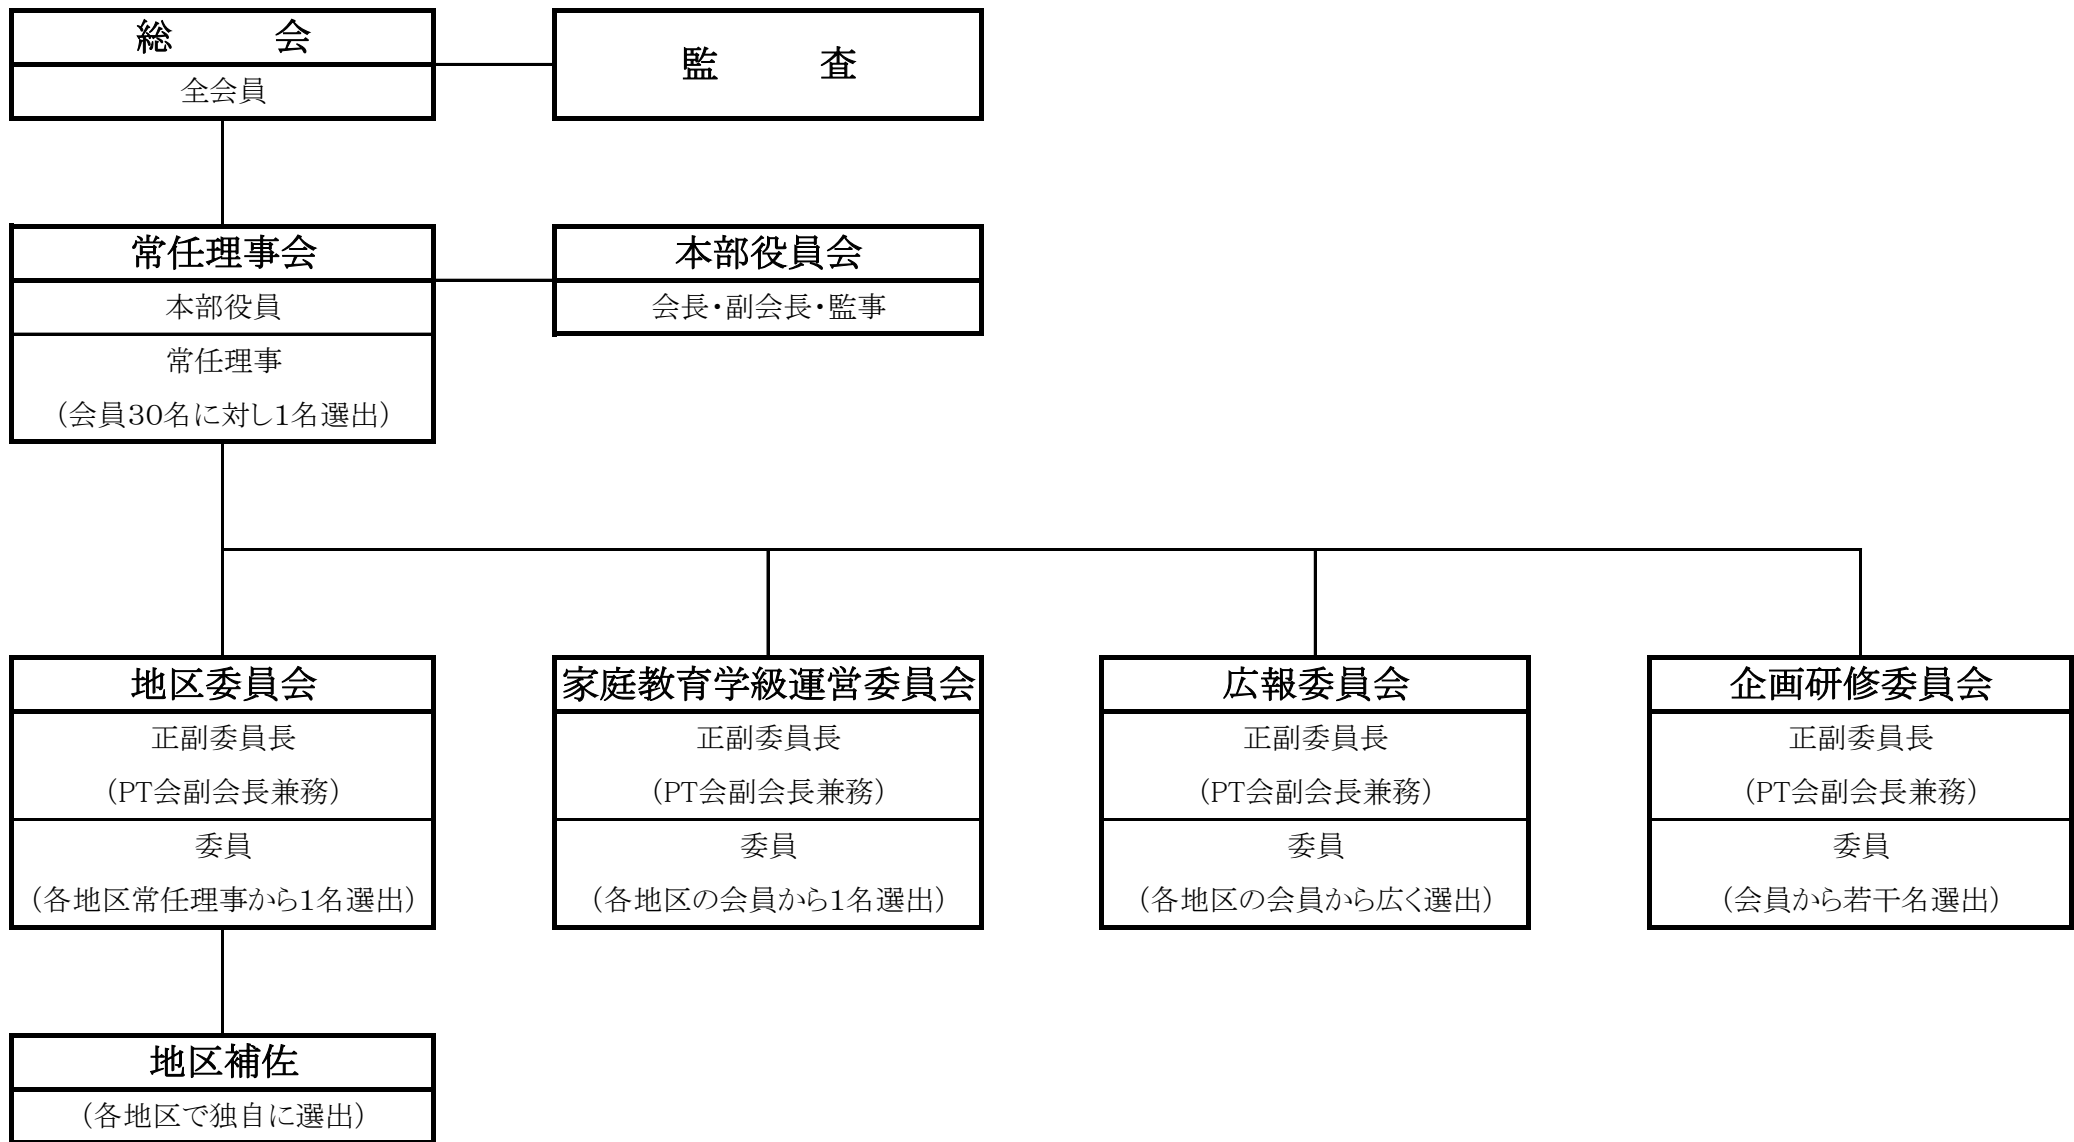 総　会
全会員
監　査
常任理事会
本部役員
常任理事
（会員３０名に対し１名選出）
本部役員会
会長・副会長・監事
地区委員会
正副委員長
（PT会副会長兼務）
委員
（各地区常任理事から１名選出）
家庭教育学級運営委員会
正副委員長
（PT会副会長兼務）
委員
（各地区の会員から１名選出）
広報委員会
正副委員長
（PT会副会長兼務）
委員
（各地区の会員から広く選出）
企画研修委員会
正副委員長
（PT会副会長兼務）
委員
（会員から若干名選出）
地区補佐
（各地区で独自に選出）